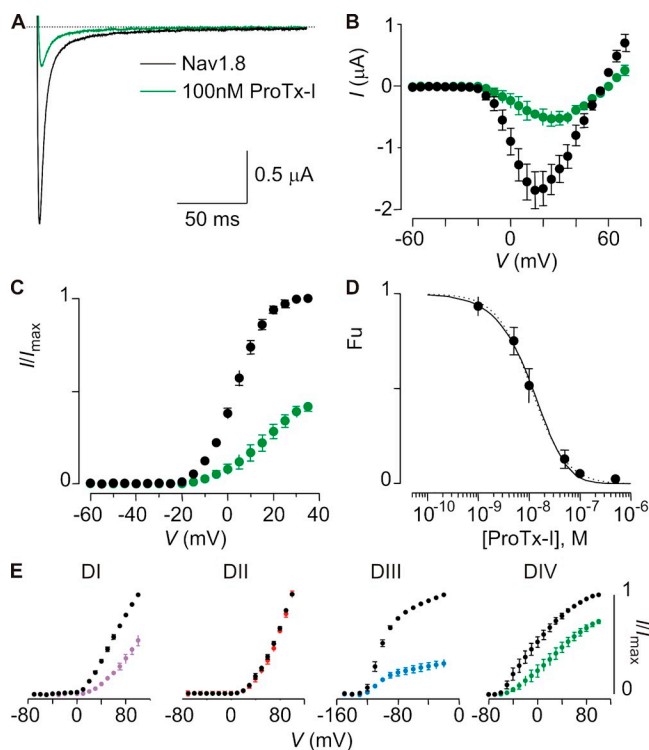 A
Nav1.8
100nM ProTx-I
0.5 μA
50 ms
B
I (μA)
1
0
-1
-2
-60
0
60
V (mV)
C
I/Imax
1
0
-60
-40
-20
0
20
40
V (mV)
D
Fu
1
0
10⁻¹⁰
10⁻⁹
10⁻⁸
10⁻⁷
10⁻⁶
[ProTx-I], M
E
DI
DII
DIII
DIV
1
I/Imax
0
-80
0
80
-80
0
80
-160
-80
0
-80
0
80
V (mV)